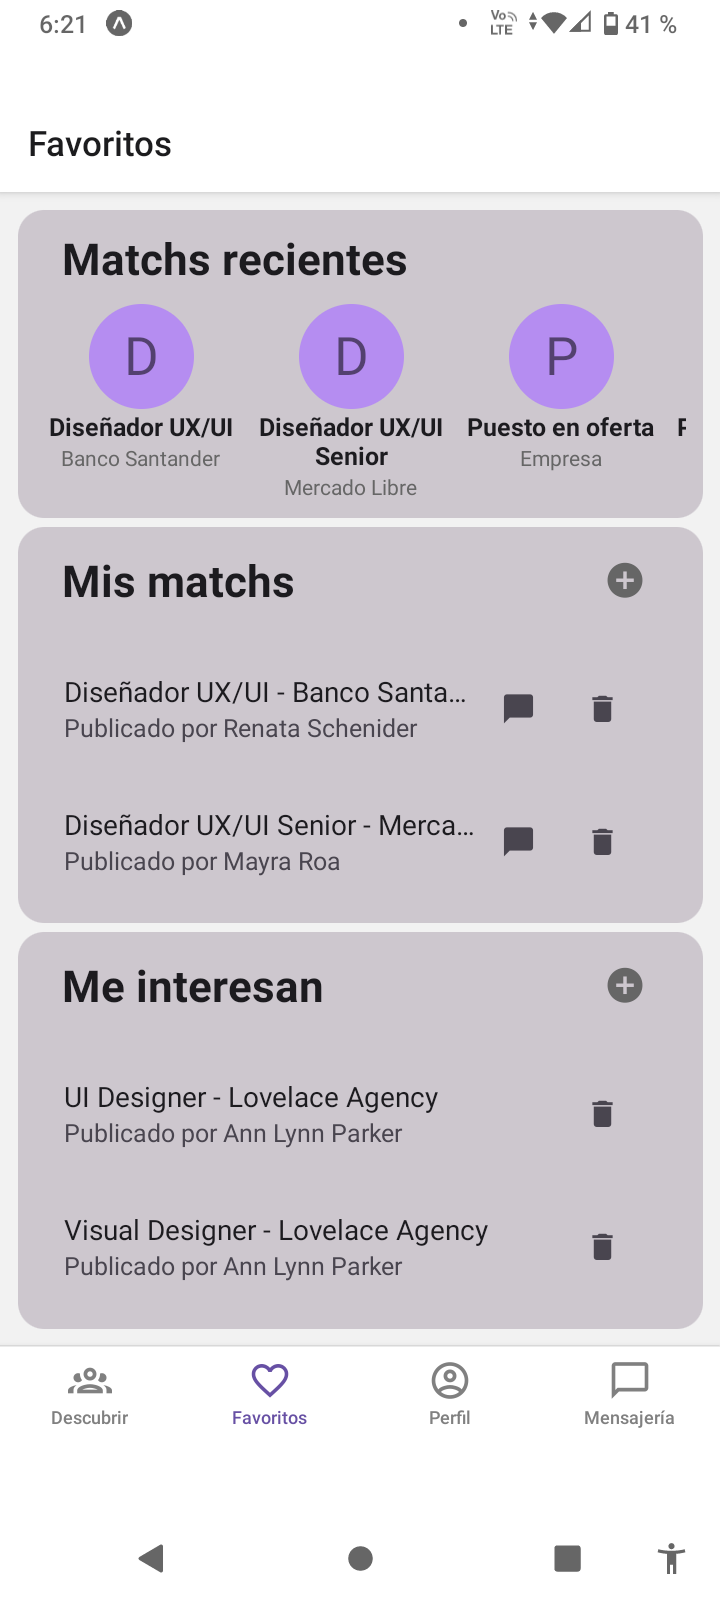 6:21
Vo LTE
41 %
Favoritos
Matchs recientes
D
D
P
Diseñador UX/UI
Banco Santander
Diseñador UX/UI
Senior
Mercado Libre
Puesto en oferta
Empresa
Mis matchs
Diseñador UX/UI - Banco Santa...
Publicado por Renata Schenider
Diseñador UX/UI Senior - Merca...
Publicado por Mayra Roa
Me interesan
UI Designer - Lovelace Agency
Publicado por Ann Lynn Parker
Visual Designer - Lovelace Agency
Publicado por Ann Lynn Parker
Descubrir
Favoritos
Perfil
Mensajería